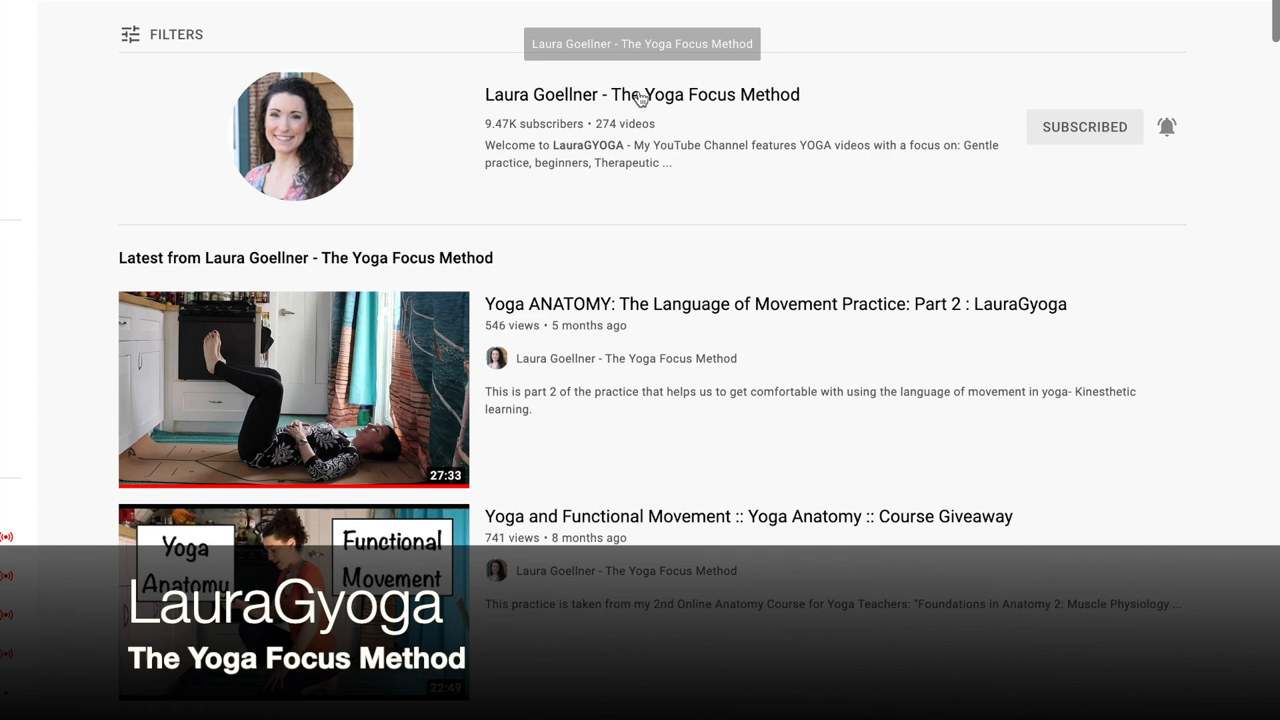 FILTERS
Laura Goellner - The Yoga Focus Method
Laura Goellner - The Yoga Focus Method
9.47K subscribers • 274 videos
Welcome to LauraGYOGA - My YouTube Channel features YOGA videos with a focus on: Gentle
practice, beginners, Therapeutic ...
SUBSCRIBED
Latest from Laura Goellner - The Yoga Focus Method
Yoga ANATOMY: The Language of Movement Practice: Part 2 : LauraGyoga
546 views • 5 months ago
Laura Goellner - The Yoga Focus Method
This is part 2 of the practice that helps us to get comfortable with using the language of movement in yoga- Kinesthetic
learning.
27:33
Yoga and Functional Movement :: Yoga Anatomy :: Course Giveaway
741 views • 8 months ago
Laura Goellner - The Yoga Focus Method
This practice is taken from my 2nd Online Anatomy Course for Yoga Teachers: "Foundations in Anatomy 2: Muscle Physiology ...
Yoga
Anatomy
Functional
Movement
22:49
LauraGyoga
The Yoga Focus Method